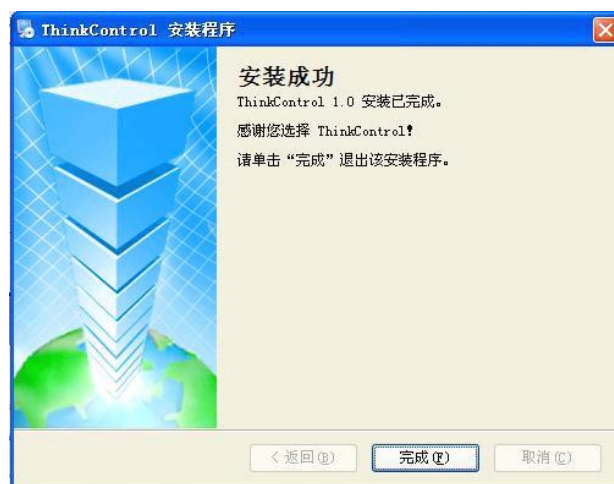 ThinkControl 安装程序
安装成功
ThinkControl 1.0 安装已完成。
感谢您选择 ThinkControl!
请单击“完成”退出该安装程序。
< 返回(B)
完成(F)
取消(C)